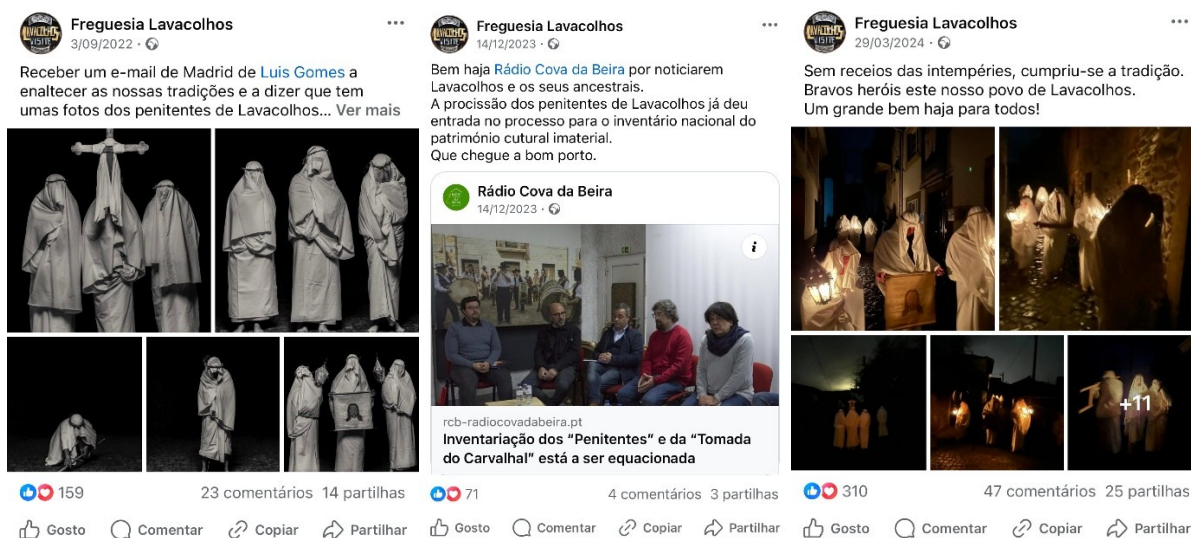 Freguesia Lavacolhos
3/09/2022
Receber um e-mail de Madrid de Luis Gomes a
enaltecer as nossas tradições e a dizer que tem
umas fotos dos penitentes de Lavacolhos... Ver mais
159
23 comentários 14 partilhas
Gosto Comentar Copiar Partilhar
Freguesia Lavacolhos
14/12/2023
Bem haja Rádio Cova da Beira por noticiarem
Lavacolhos e os seus ancestrais.
A procissão dos penitentes de Lavacolhos já deu
entrada no processo para o inventário nacional do
património cutural imaterial.
Que chegue a bom porto.
Rádio Cova da Beira
14/12/2023
rcb-radiocovadabeira.pt
Inventariação dos “Penitentes” e da “Tomada
do Carvalhal” está a ser equacionada
71
4 comentários 3 partilhas
Gosto Comentar Copiar Partilhar
Freguesia Lavacolhos
29/03/2024
Sem receios das intempéries, cumpriu-se a tradição.
Bravos heróis este nosso povo de Lavacolhos.
Um grande bem haja para todos!
+11
310
47 comentários 25 partilhas
Gosto Comentar Copiar Partilhar